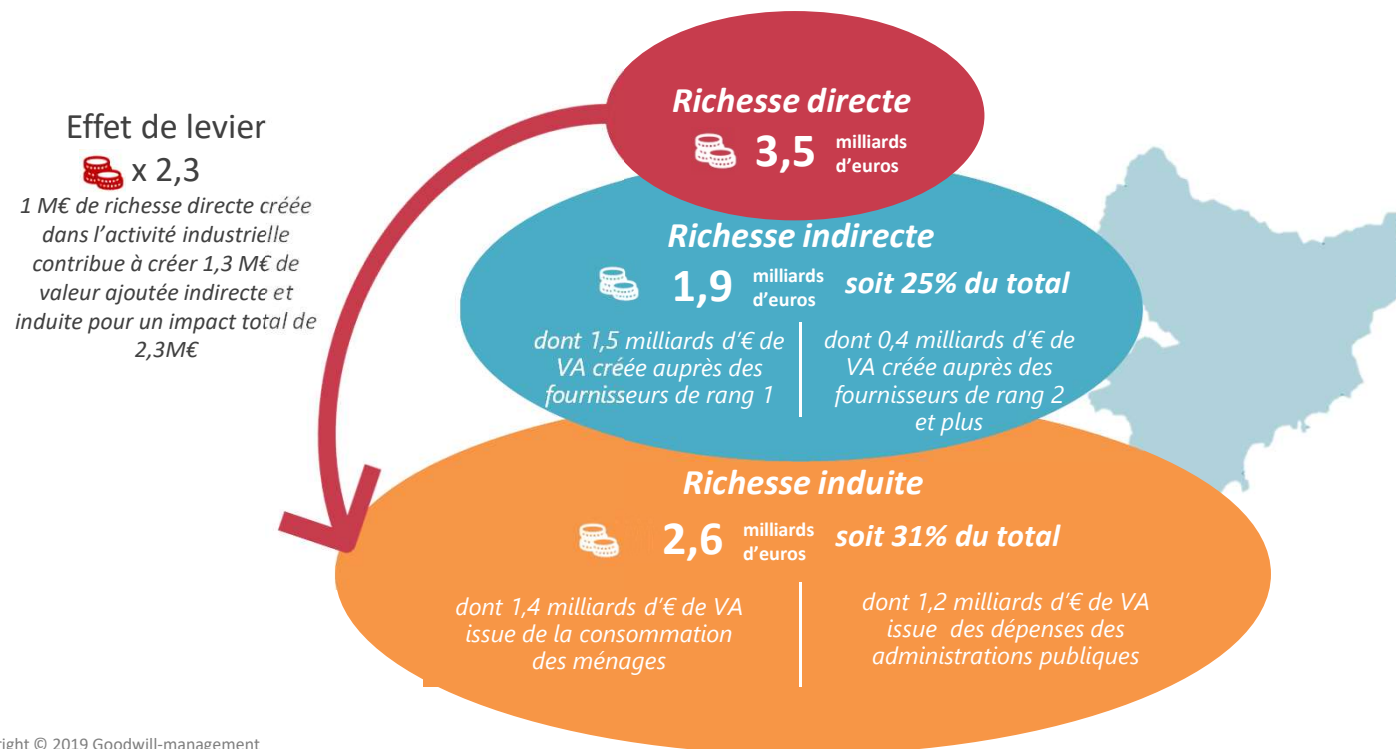 Effet de levier
x 2,3
1 M€ de richesse directe créée
dans l’activité industrielle
contribue à créer 1,3 M€ de
valeur ajoutée indirecte et
induite pour un impact total de
2,3M€
Richesse directe
3,5 milliards
d’euros
Richesse indirecte
1,9 milliards
d’euros
soit 25% du total
dont 1,5 milliards d’€ de
VA créée auprès des
fournisseurs de rang 1
dont 0,4 milliards d’€ de
VA créée auprès des
fournisseurs de rang 2
et plus
Richesse induite
2,6 milliards
d’euros
soit 31% du total
dont 1,4 milliards d’€ de VA
issue de la consommation
des ménages
dont 1,2 milliards d’€ de VA
issue des dépenses des
administrations publiques
right © 2019 Goodwill-management